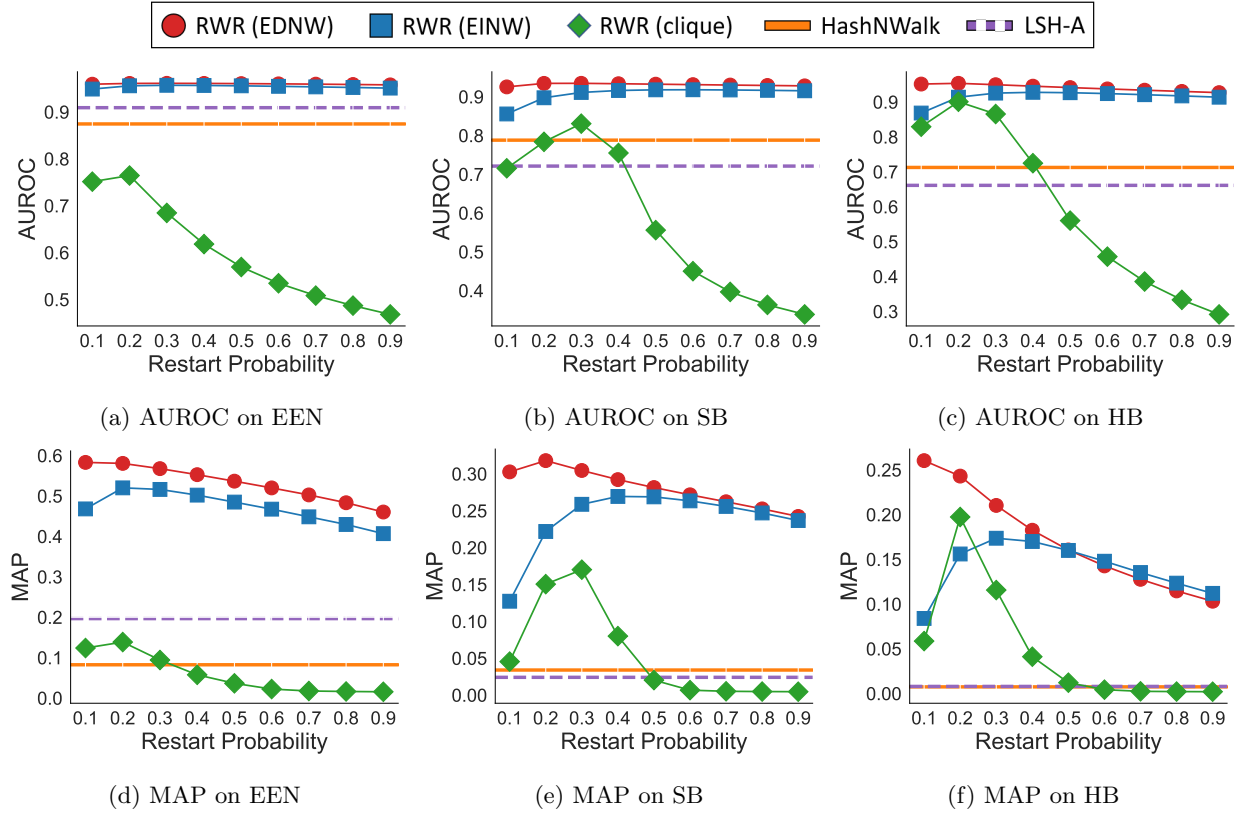 RWR (EDNW) RWR (EINW) RWR (clique) HashNWalk LSH-A
AUROC
0.9
0.8
0.7
0.6
0.5
0.1 0.2 0.3 0.4 0.5 0.6 0.7 0.8 0.9
Restart Probability
(a) AUROC on EEN
AUROC
0.9
0.8
0.7
0.6
0.5
0.4
0.1 0.2 0.3 0.4 0.5 0.6 0.7 0.8 0.9
Restart Probability
(b) AUROC on SB
AUROC
0.9
0.8
0.7
0.6
0.5
0.4
0.3
0.1 0.2 0.3 0.4 0.5 0.6 0.7 0.8 0.9
Restart Probability
(c) AUROC on HB
MAP
0.6
0.5
0.4
0.3
0.2
0.1
0.0
0.1 0.2 0.3 0.4 0.5 0.6 0.7 0.8 0.9
Restart Probability
(d) MAP on EEN
MAP
0.30
0.25
0.20
0.15
0.10
0.05
0.00
0.1 0.2 0.3 0.4 0.5 0.6 0.7 0.8 0.9
Restart Probability
(e) MAP on SB
MAP
0.25
0.20
0.15
0.10
0.05
0.00
0.1 0.2 0.3 0.4 0.5 0.6 0.7 0.8 0.9
Restart Probability
(f) MAP on HB